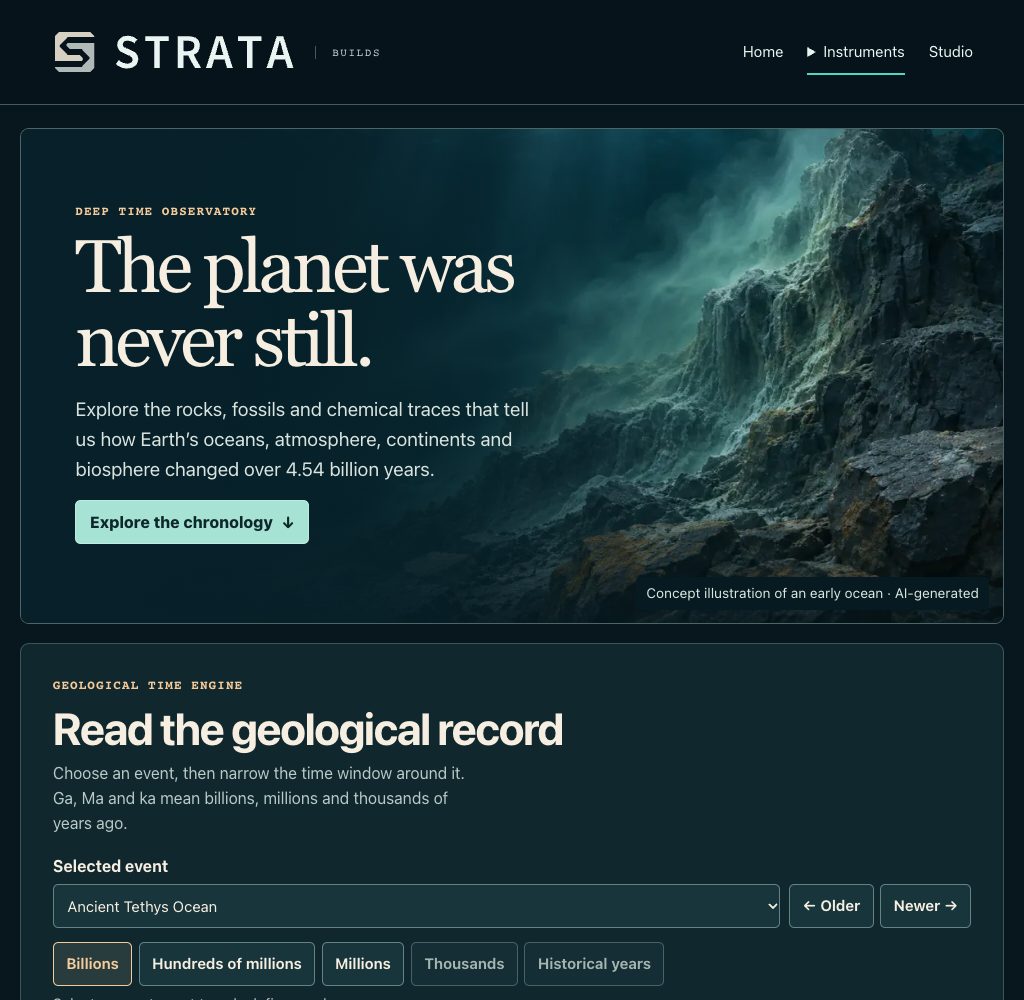 STRATA
BUILDS
Home
Instruments
Studio
DEEP TIME OBSERVATORY
The planet was
never still.
Explore the rocks, fossils and chemical traces that tell
us how Earth’s oceans, atmosphere, continents and
biosphere changed over 4.54 billion years.
Explore the chronology ↓
Concept illustration of an early ocean · AI-generated
GEOLOGICAL TIME ENGINE
Read the geological record
Choose an event, then narrow the time window around it.
Ga, Ma and ka mean billions, millions and thousands of
years ago.
Selected event
Ancient Tethys Ocean
← Older
Newer →
Billions
Hundreds of millions
Millions
Thousands
Historical years